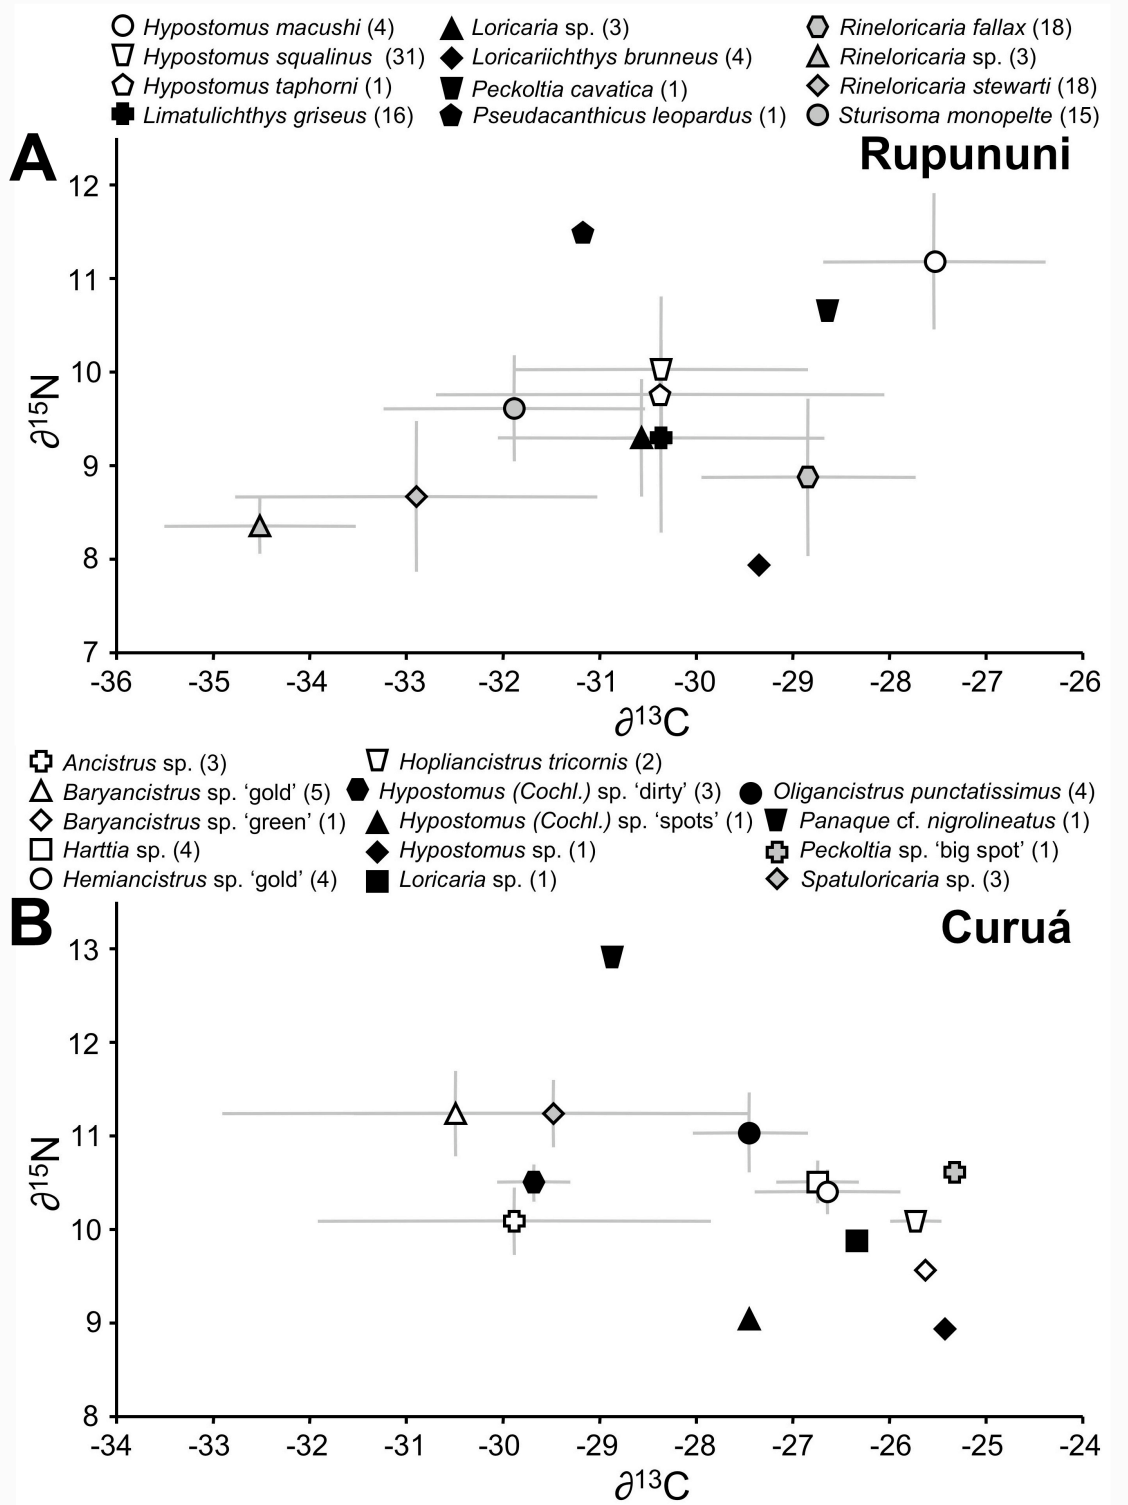 Hypostomus macushi (4) Loricaria sp. (3) Rineloricaria fallax (18)
Hypostomus squalinus (31) Loricariichthys brunneus (4) Rineloricaria sp. (3)
Hypostomus taphorni (1) Peckoltia cavatica (1) Rineloricaria stewarti (18)
Limatulichthys griseus (16) Pseudacanthicus leopardus (1) Sturisoma monopelte (15)
A
Rupununi
12
11
10
9
8
7
∂15N
-36 -35 -34 -33 -32 -31 -30 -29 -28 -27 -26
∂13C
Ancistrus sp. (3) Hopliancistrus tricornis (2)
Baryancistrus sp. ‘gold’ (5) Hypostomus (Cochl.) sp. ‘dirty’ (3) Oligancistrus punctatissimus (4)
Baryancistrus sp. ‘green’ (1) Hypostomus (Cochl.) sp. ‘spots’ (1) Panaque cf. nigrolineatus (1)
Harttia sp. (4) Hypostomus sp. (1) Peckoltia sp. ‘big spot’ (1)
Hemiancistrus sp. ‘gold’ (4) Loricaria sp. (1) Spatuloricaria sp. (3)
B
Curuá
13
12
11
10
9
8
∂15N
-34 -33 -32 -31 -30 -29 -28 -27 -26 -25 -24
∂13C